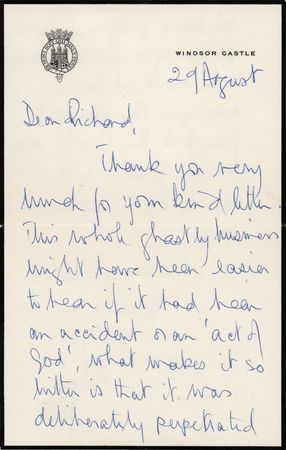 WINDSOR CASTLE
29 August
Dear Richard,
Thank you very
much for your kind letter.
This whole ghastly business
might have been easier
to bear if it had been
an accident or an 'act of
God', what makes it so
bitter is that it was
deliberately perpetrated